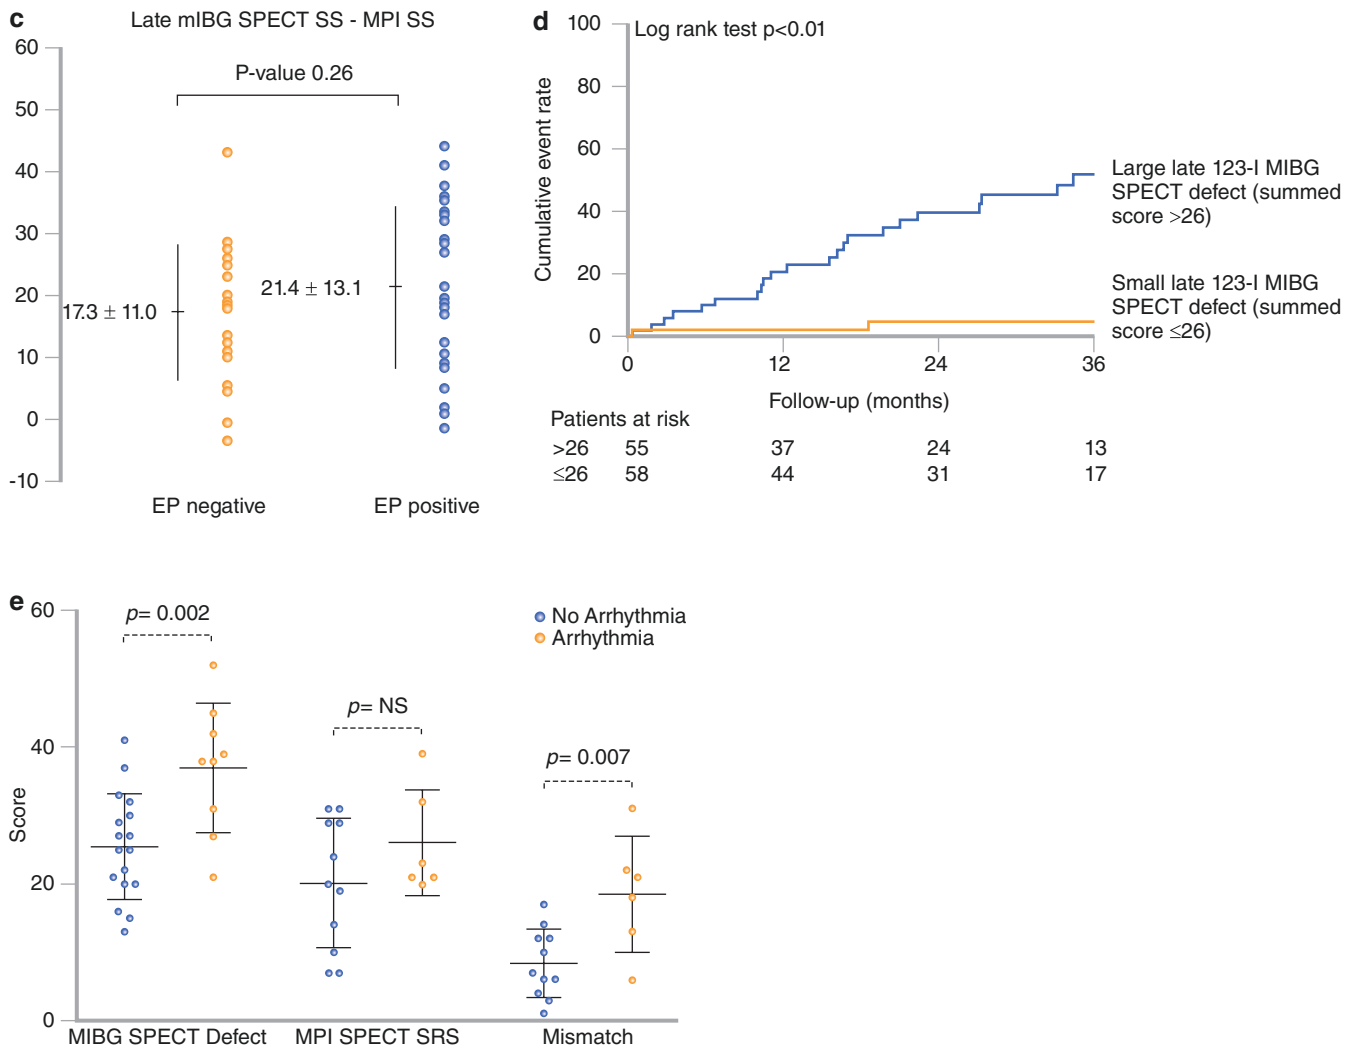 c
Late mIBG SPECT SS - MPI SS
60
50
40
30
20
10
0
-10
P-value 0.26
17.3 ± 11.0
21.4 ± 13.1
EP negative
EP positive
d
Log rank test p<0.01
Cumulative event rate
100
80
60
40
20
0
0
12
24
36
Follow-up (months)
Large late 123-I MIBG
SPECT defect (summed
score >26)
Small late 123-I MIBG
SPECT defect (summed
score ≤26)
Patients at risk
>26 55 37 24 13
≤26 58 44 31 17
e
Score
60
40
20
0
p= 0.002
p= NS
p= 0.007
No Arrhythmia
Arrhythmia
MIBG SPECT Defect
MPI SPECT SRS
Mismatch